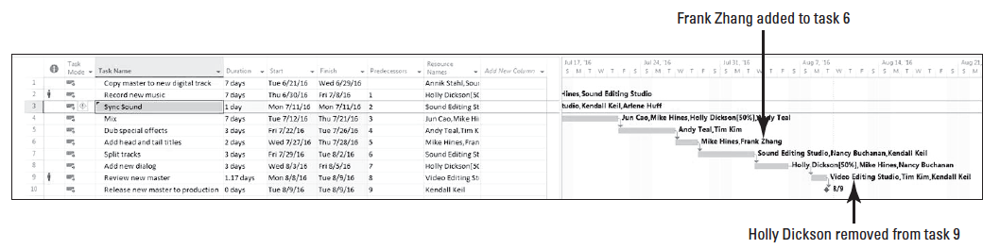 Frank Zhang added to task 6
Task Mode Task Name Duration Start Finish Predecessors Resource Names Add New Column
Jul 17, '16 Jul 24, '16 Jul 31, '16 Aug 7, '16 Aug 14, '16 Aug 21
S M T W T F S S M T W T F S S M T W T F S S M T W T F S S M T W T F S S M
1 Copy master to new digital track 7 days Tue 6/21/16 Wed 6/29/16 Annik Stahl,Sou
2 Record new music 7 days Thu 6/30/16 Fri 7/8/16 1 Holly Dickson[50 Hines,Sound Editing Studio
3 Sync Sound 1 day Mon 7/11/16 Mon 7/11/16 2 Sound Editing St tudio,Kendall Keil,Arlene Huff
4 Mix 7 days Tue 7/12/16 Thu 7/21/16 3 Jun Cao,Mike Hi Jun Cao,Mike Hines,Holly Dickson[50%],Andy Teal
5 Dub special effects 3 days Fri 7/22/16 Tue 7/26/16 4 Andy Teal,Tim K Andy Teal,Tim Kim
6 Add head and tail titles 2 days Wed 7/27/16 Thu 7/28/16 5 Mike Hines,Fran Mike Hines,Frank Zhang
7 Split tracks 3 days Fri 7/29/16 Tue 8/2/16 6 Sound Editing St Sound Editing Studio,Nancy Buchanan,Kendall Keil
8 Add new dialog 3 days Wed 8/3/16 Fri 8/5/16 7 Holly Dickson[50 Holly Dickson[50%],Mike Hines,Nancy Buchanan
9 Review new master 1.17 days Mon 8/8/16 Tue 8/9/16 8 Video Editing St Video Editing Studio,Tim Kim,Kendall Keil
10 Release new master to production 0 days Tue 8/9/16 Tue 8/9/16 9 Kendall Keil 8/9
Holly Dickson removed from task 9